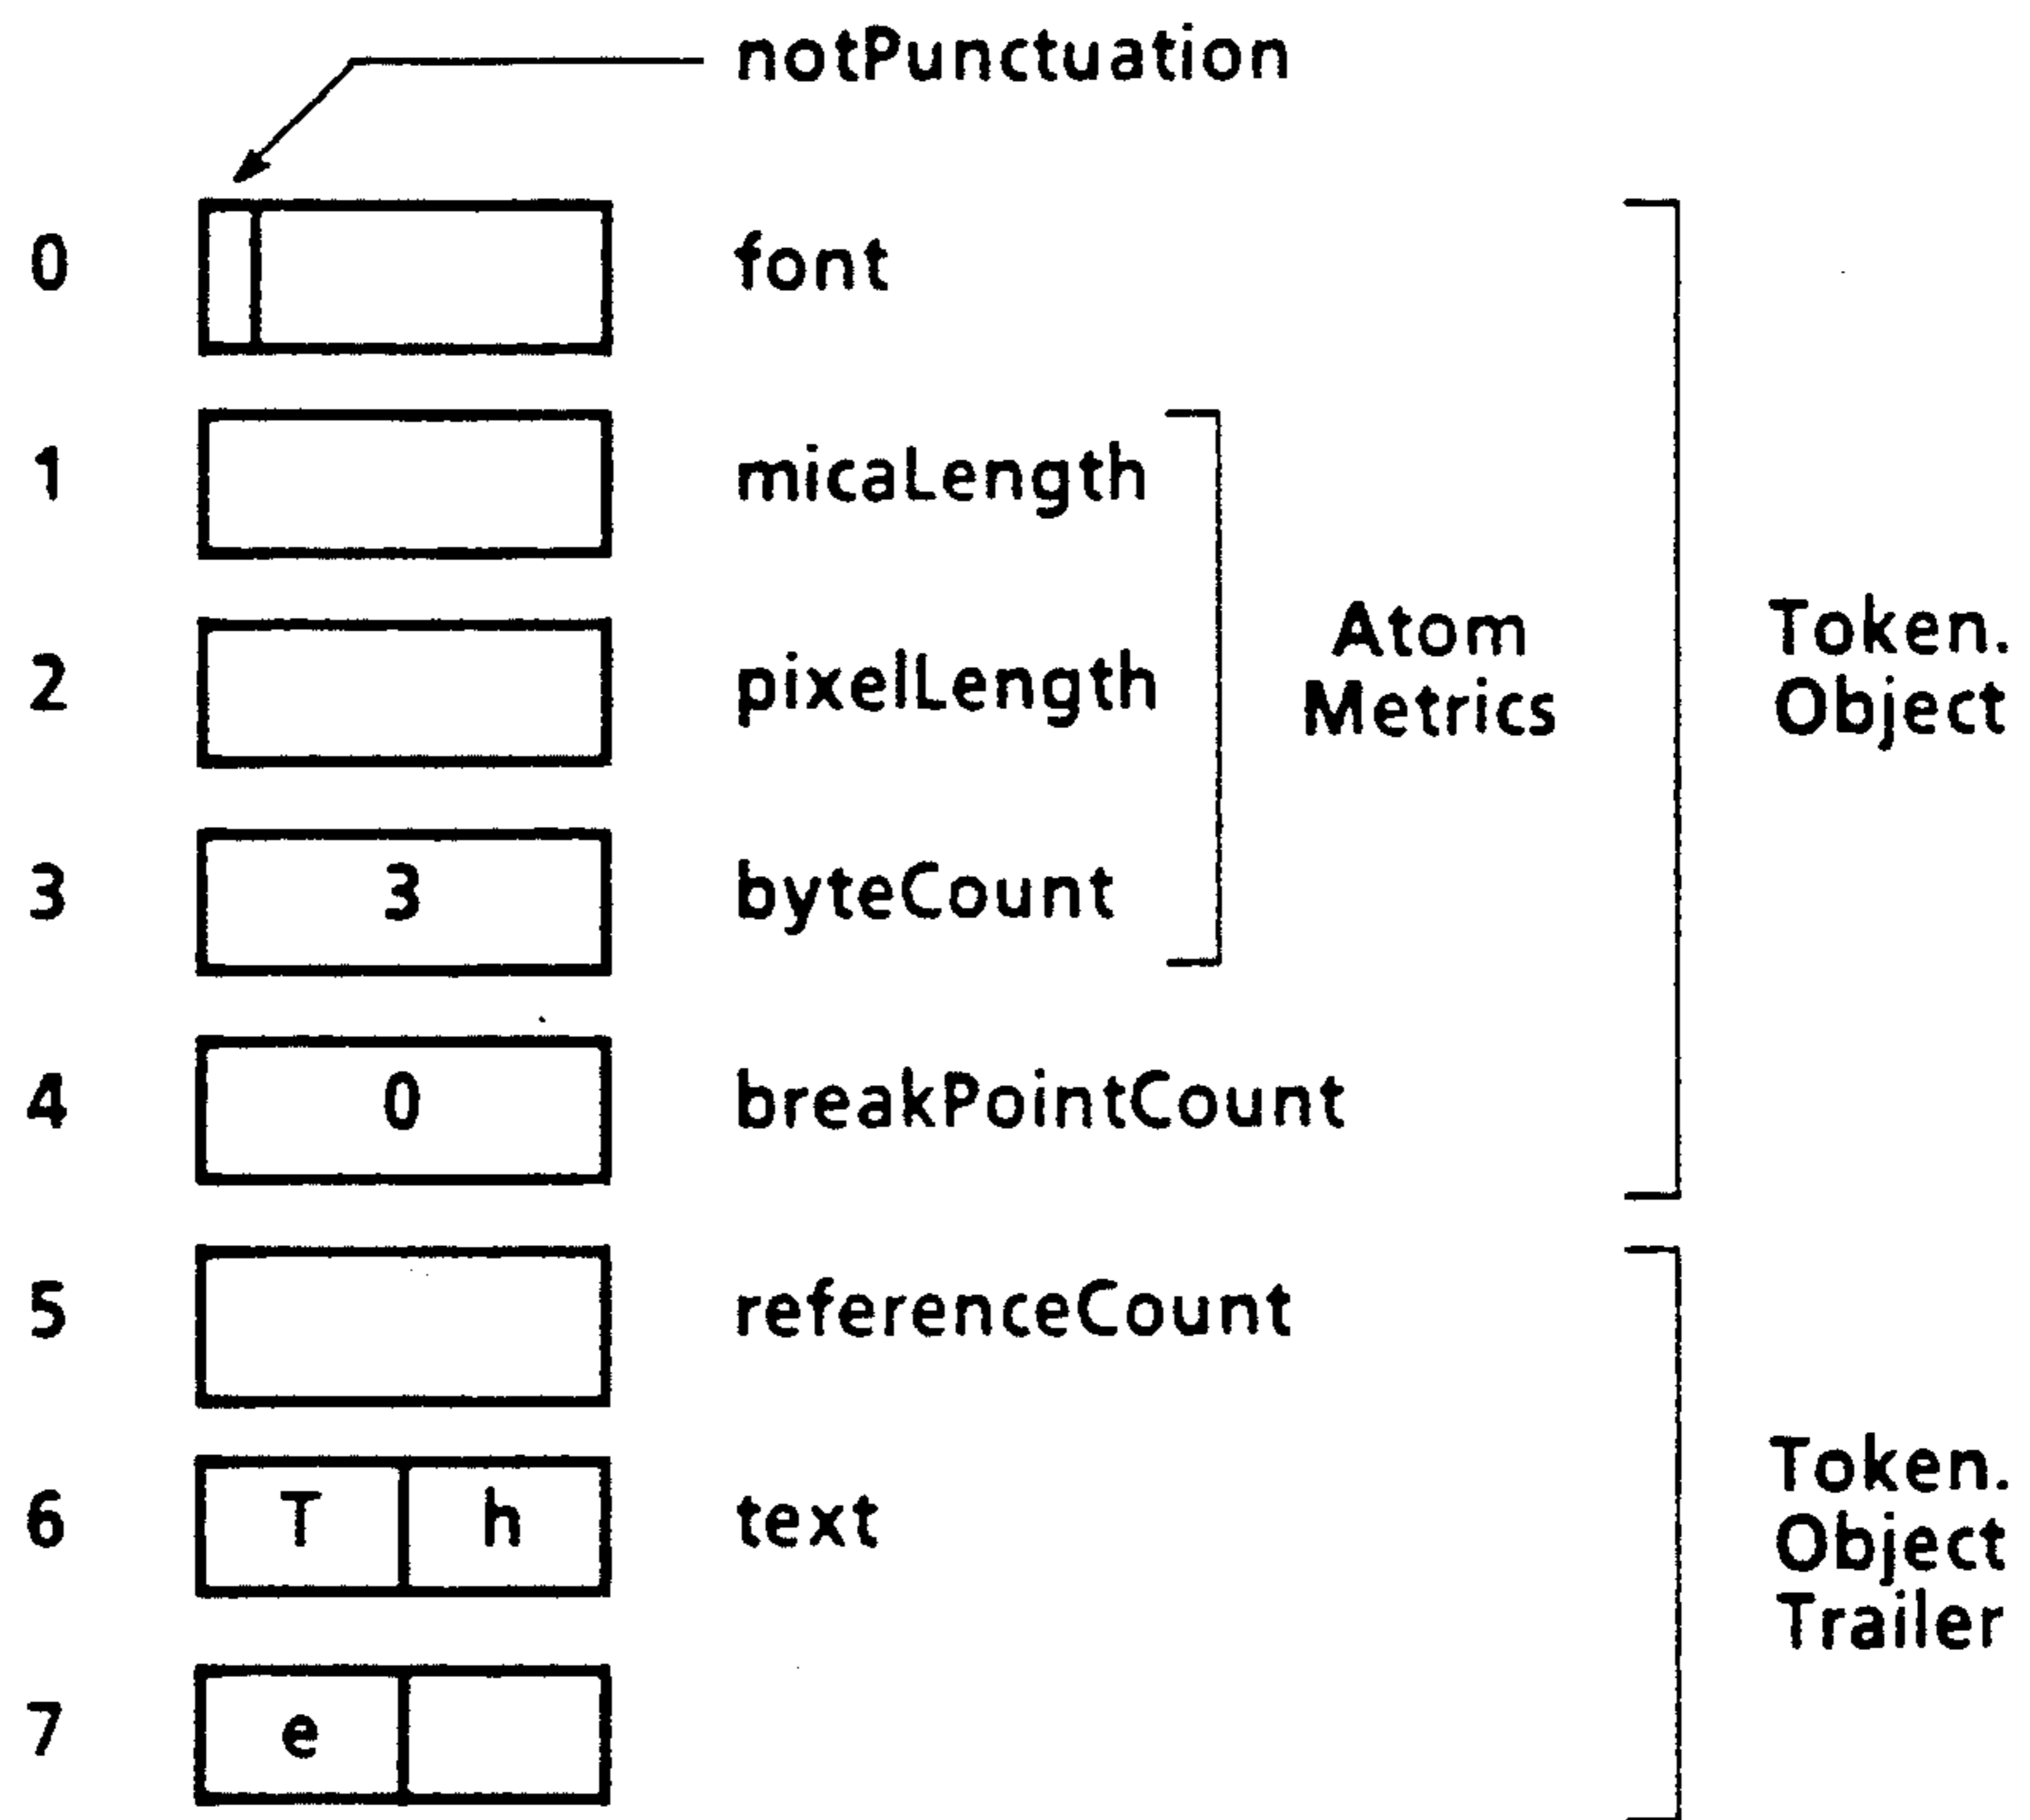 notPunctuation
0 font
1 micaLength
2 pixelLength
Atom
Metrics
Token.
Object
3 3 byteCount
4 0 breakPointCount
5 referenceCount
6 T h text
7 e
Token.
Object
Trailer